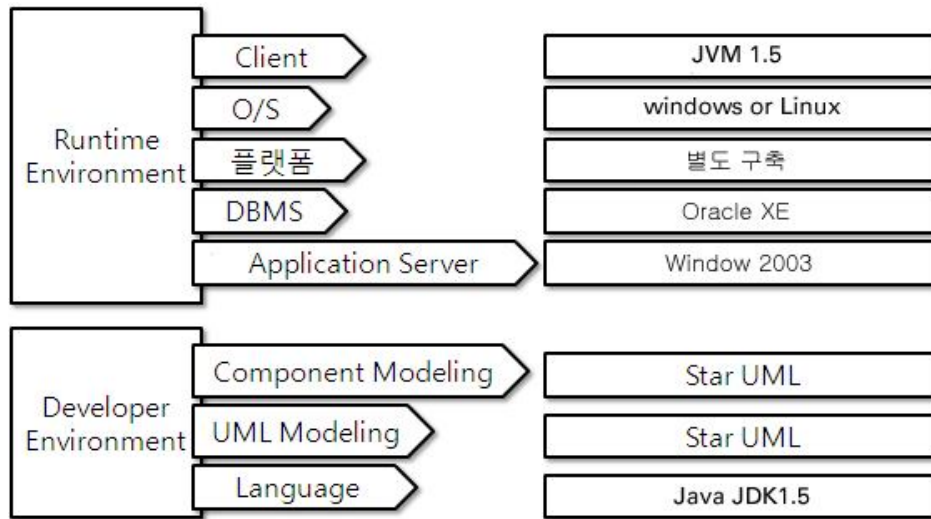 Runtime
Environment
Client
JVM 1.5
O/S
windows or Linux
플랫폼
별도 구축
DBMS
Oracle XE
Application Server
Window 2003
Developer
Environment
Component Modeling
Star UML
UML Modeling
Star UML
Language
Java JDK1.5